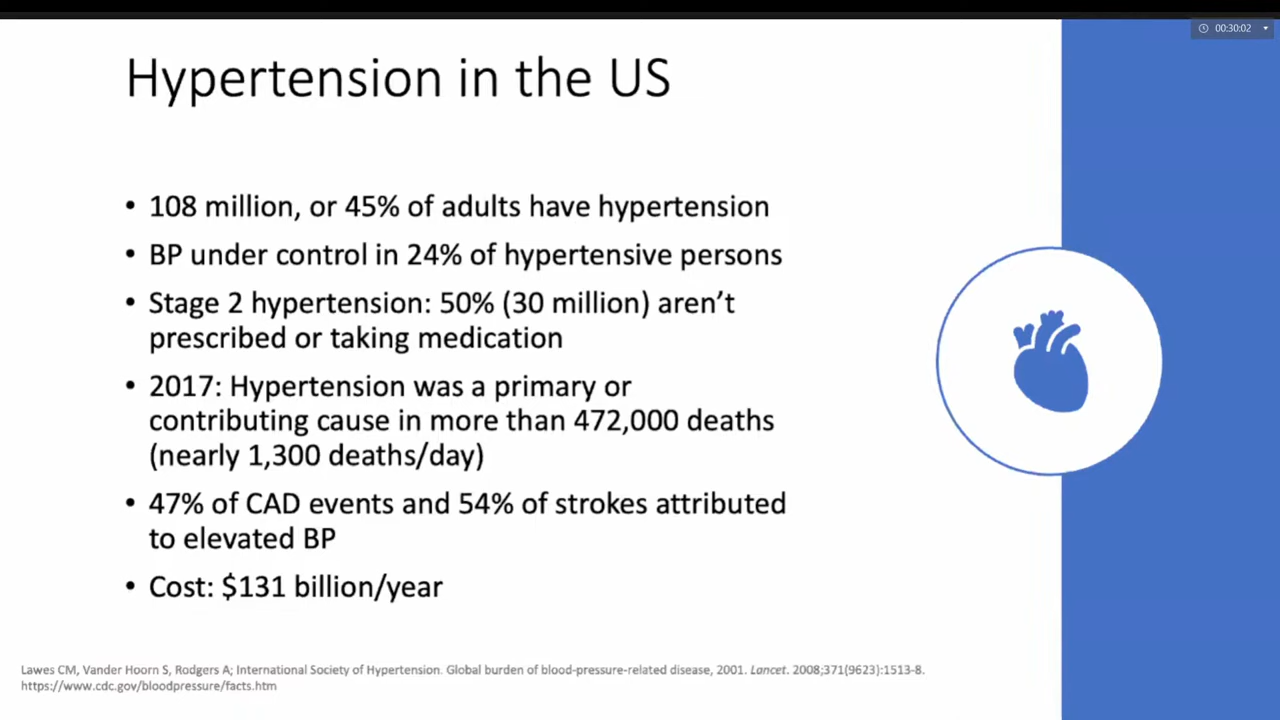 00:30:02
Hypertension in the US
• 108 million, or 45% of adults have hypertension
• BP under control in 24% of hypertensive persons
• Stage 2 hypertension: 50% (30 million) aren’t
prescribed or taking medication
• 2017: Hypertension was a primary or
contributing cause in more than 472,000 deaths
(nearly 1,300 deaths/day)
• 47% of CAD events and 54% of strokes attributed
to elevated BP
• Cost: $131 billion/year
Lawes CM, Vander Hoorn S, Rodgers A; International Society of Hypertension. Global burden of blood-pressure-related disease, 2001. Lancet. 2008;371(9623):1513-8.
https://www.cdc.gov/bloodpressure/facts.htm